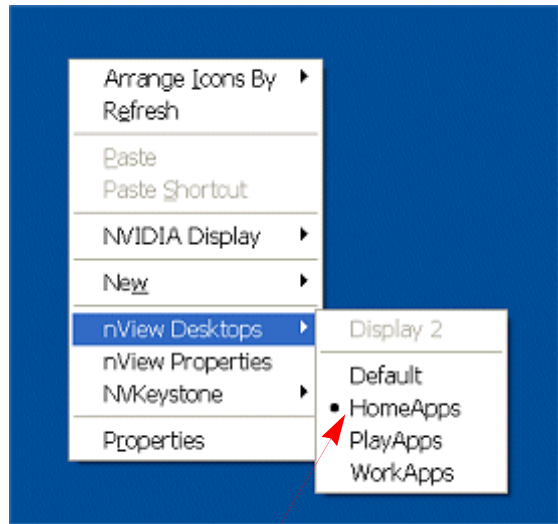 Arrange Icons By
Refresh
Paste
Paste Shortcut
NVIDIA Display
New
nView Desktops
nView Properties
NVKeystone
Properties
Display 2
Default
HomeApps
PlayApps
WorkApps